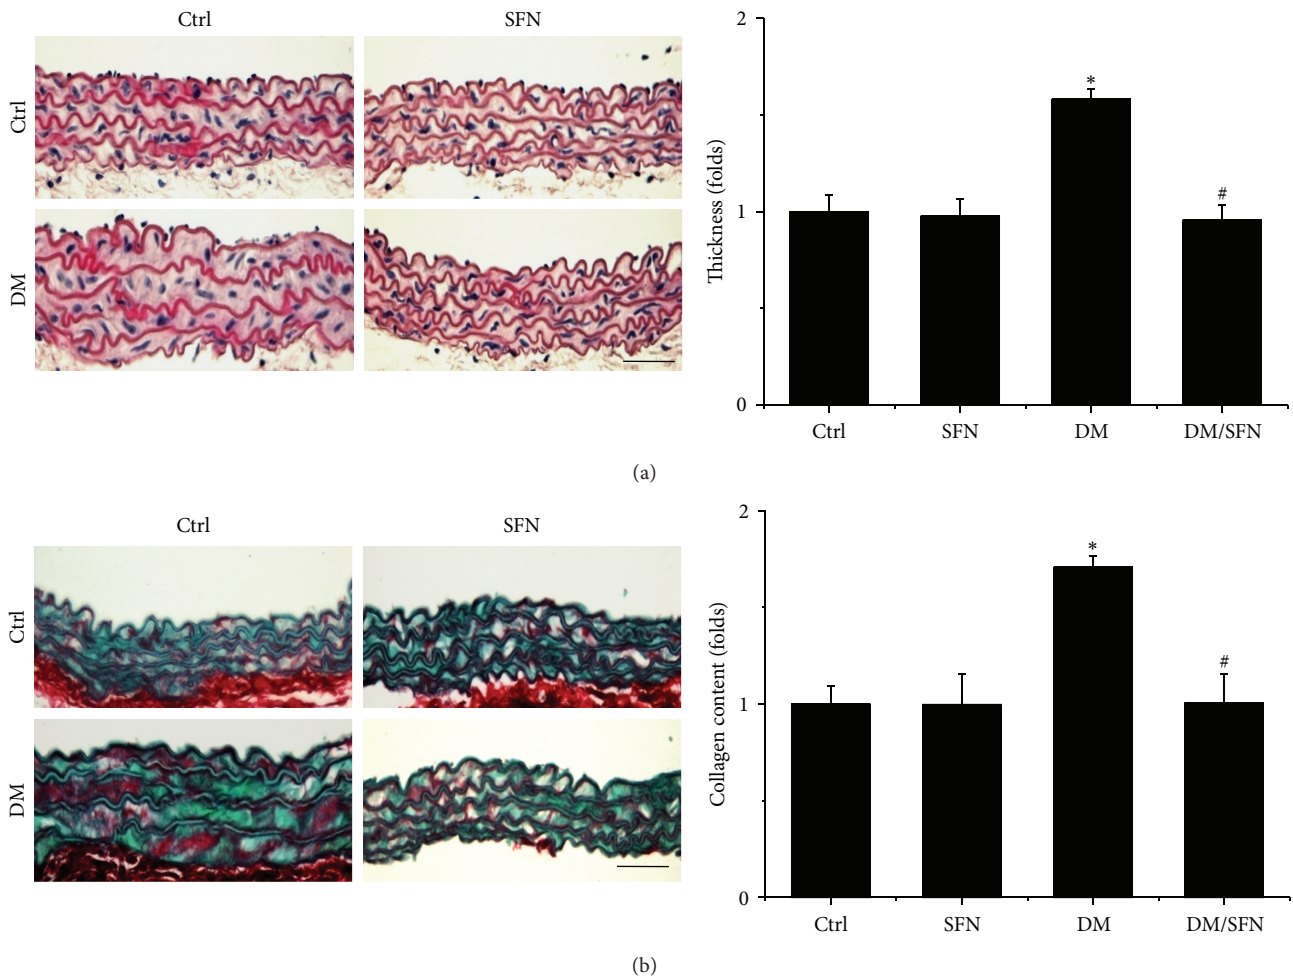 Ctrl
SFN
Ctrl
DM
2
1
0
Thickness (folds)
*
#
Ctrl
SFN
DM
DM/SFN
(a)
Ctrl
SFN
Ctrl
DM
2
1
0
Collagen content (folds)
*
#
Ctrl
SFN
DM
DM/SFN
(b)